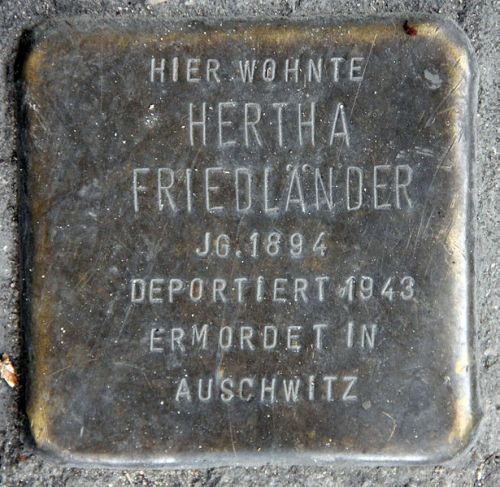 HIER WOHNTE
HERTHA
FRIEDLÄNDER
JG. 1894
DEPORTIERT 1943
ERMORDET IN
AUSCHWITZ